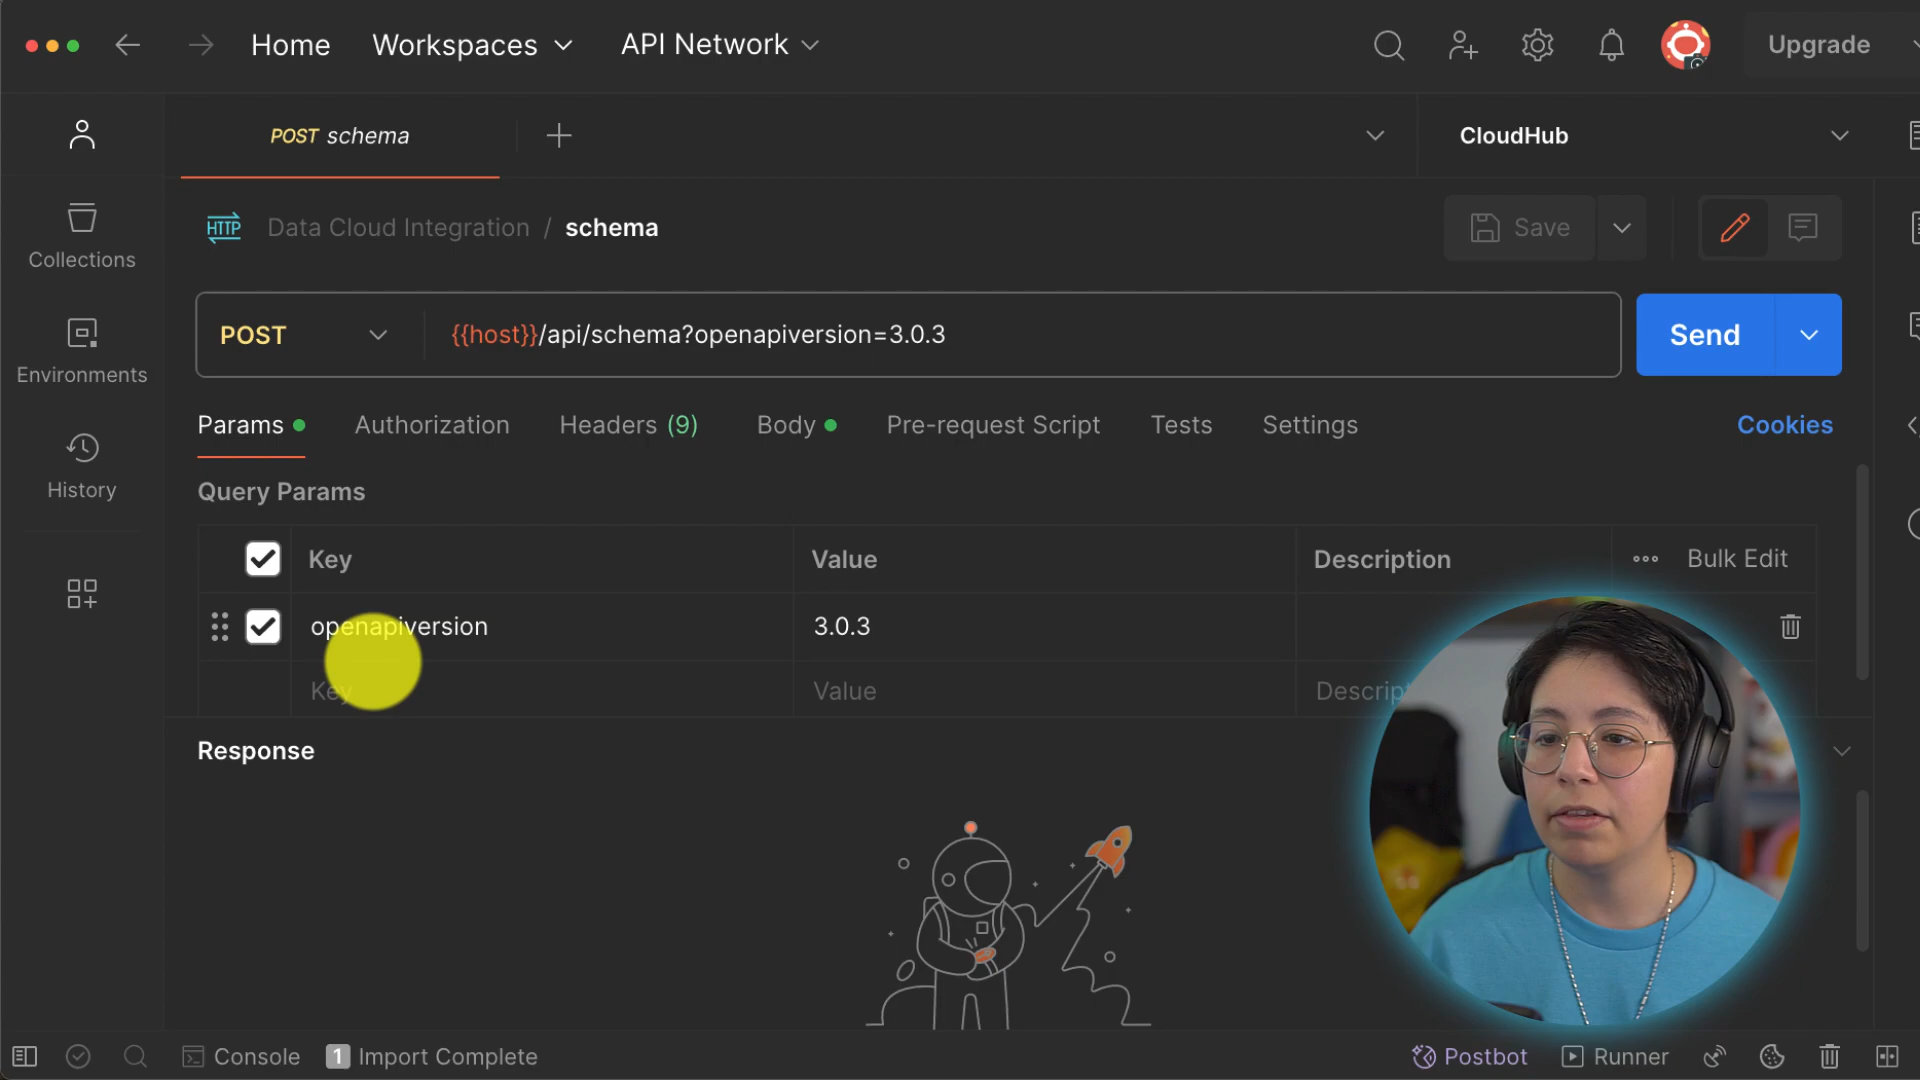 Home Workspaces API Network Upgrade
POST schema CloudHub
HTTP Data Cloud Integration / schema Save
POST {{host}}/api/schema?openapiversion=3.0.3 Send
Params Authorization Headers (9) Body Pre-request Script Tests Settings Cookies
Collections
Environments
History
Query Params
Key Value Description Bulk Edit
openapiversion 3.0.3
Key Value
Response
Console 1 Import Complete Postbot Runner